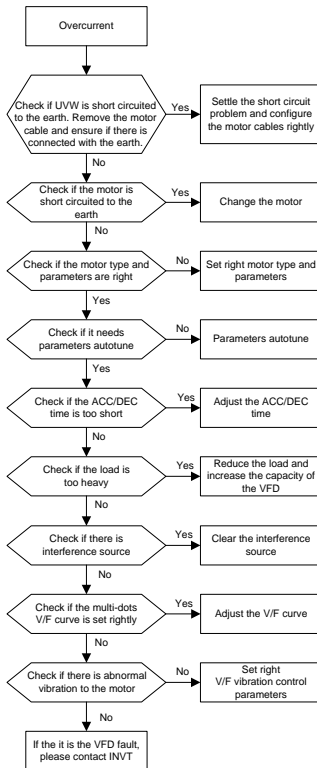 Overcurrent
Check if UVW is short circuited
to the earth. Remove the motor
cable and ensure if there is
connected with the earth.
Yes
Settle the short circuit
problem and configure
the motor cables rightly
No
Check if the motor is
short circuited to the
earth
Yes
Change the motor
No
Check if the motor type and
parameters are right
No
Set right motor type and
parameters
Yes
Check if it needs
parameters autotune
No
Parameters autotune
Yes
Check if the ACC/DEC
time is too short
Yes
Adjust the ACC/DEC
time
No
Check if the load is
too heavy
Yes
Reduce the load and
increase the capacity of
the VFD
No
Check if there is
interference source
Yes
Clear the interference
source
No
Check if the multi-dots
V/F curve is set rightly
Yes
Adjust the V/F curve
No
Check if there is abnormal
vibration to the motor
No
Set right
V/F vibration control
parameters
No
If the it is the VFD fault,
please contact INVT